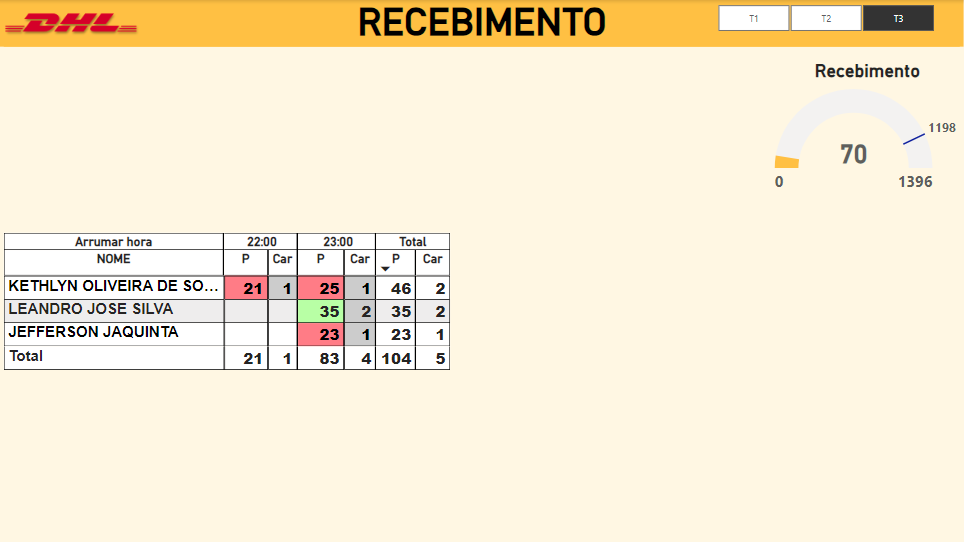 DHL RECEBIMENTO T1 T2 T3
Recebimento
1198
70
0 1396
Arrumar hora 22:00 23:00 Total
NOME P Car P Car P Car
KETHLYN OLIVEIRA DE SO... 21 1 25 1 46 2
LEANDRO JOSE SILVA 35 2 35 2
JEFFERSON JAQUINTA 23 1 23 1
Total 21 1 83 4 104 5